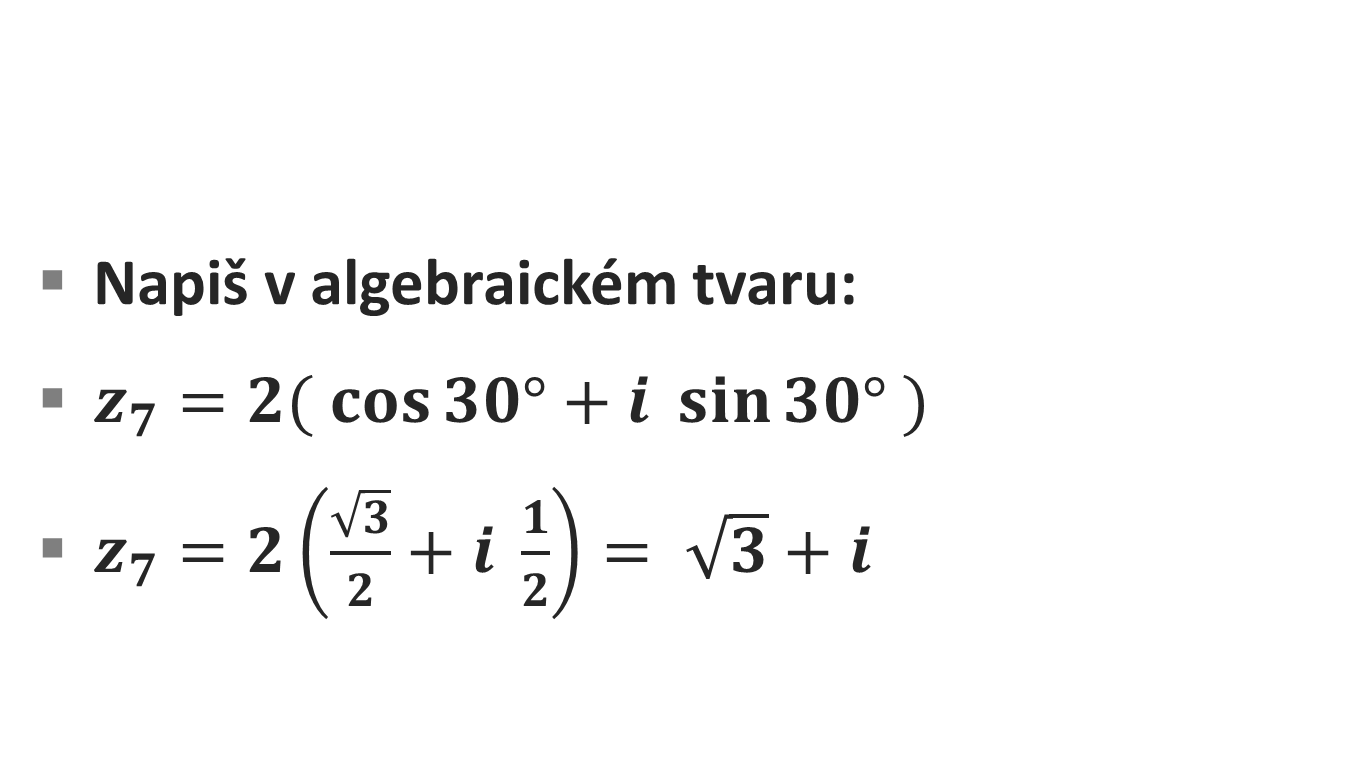 ▪ Napiš v algebraickém tvaru:
▪ z₇ = 2( cos 30° + i sin 30° )
▪ z₇ = 2 (√3/2 + i 1/2) = √3 + i